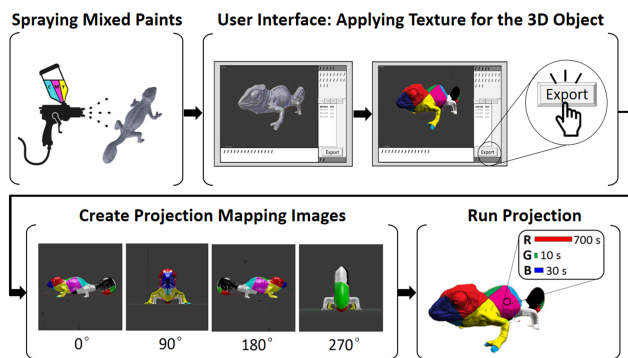 Spraying Mixed Paints
User Interface: Applying Texture for the 3D Object
C M Y
Export
Export
Export
Create Projection Mapping Images
Run Projection
R 700 s
G 10 s
B 30 s
0° 90° 180° 270°